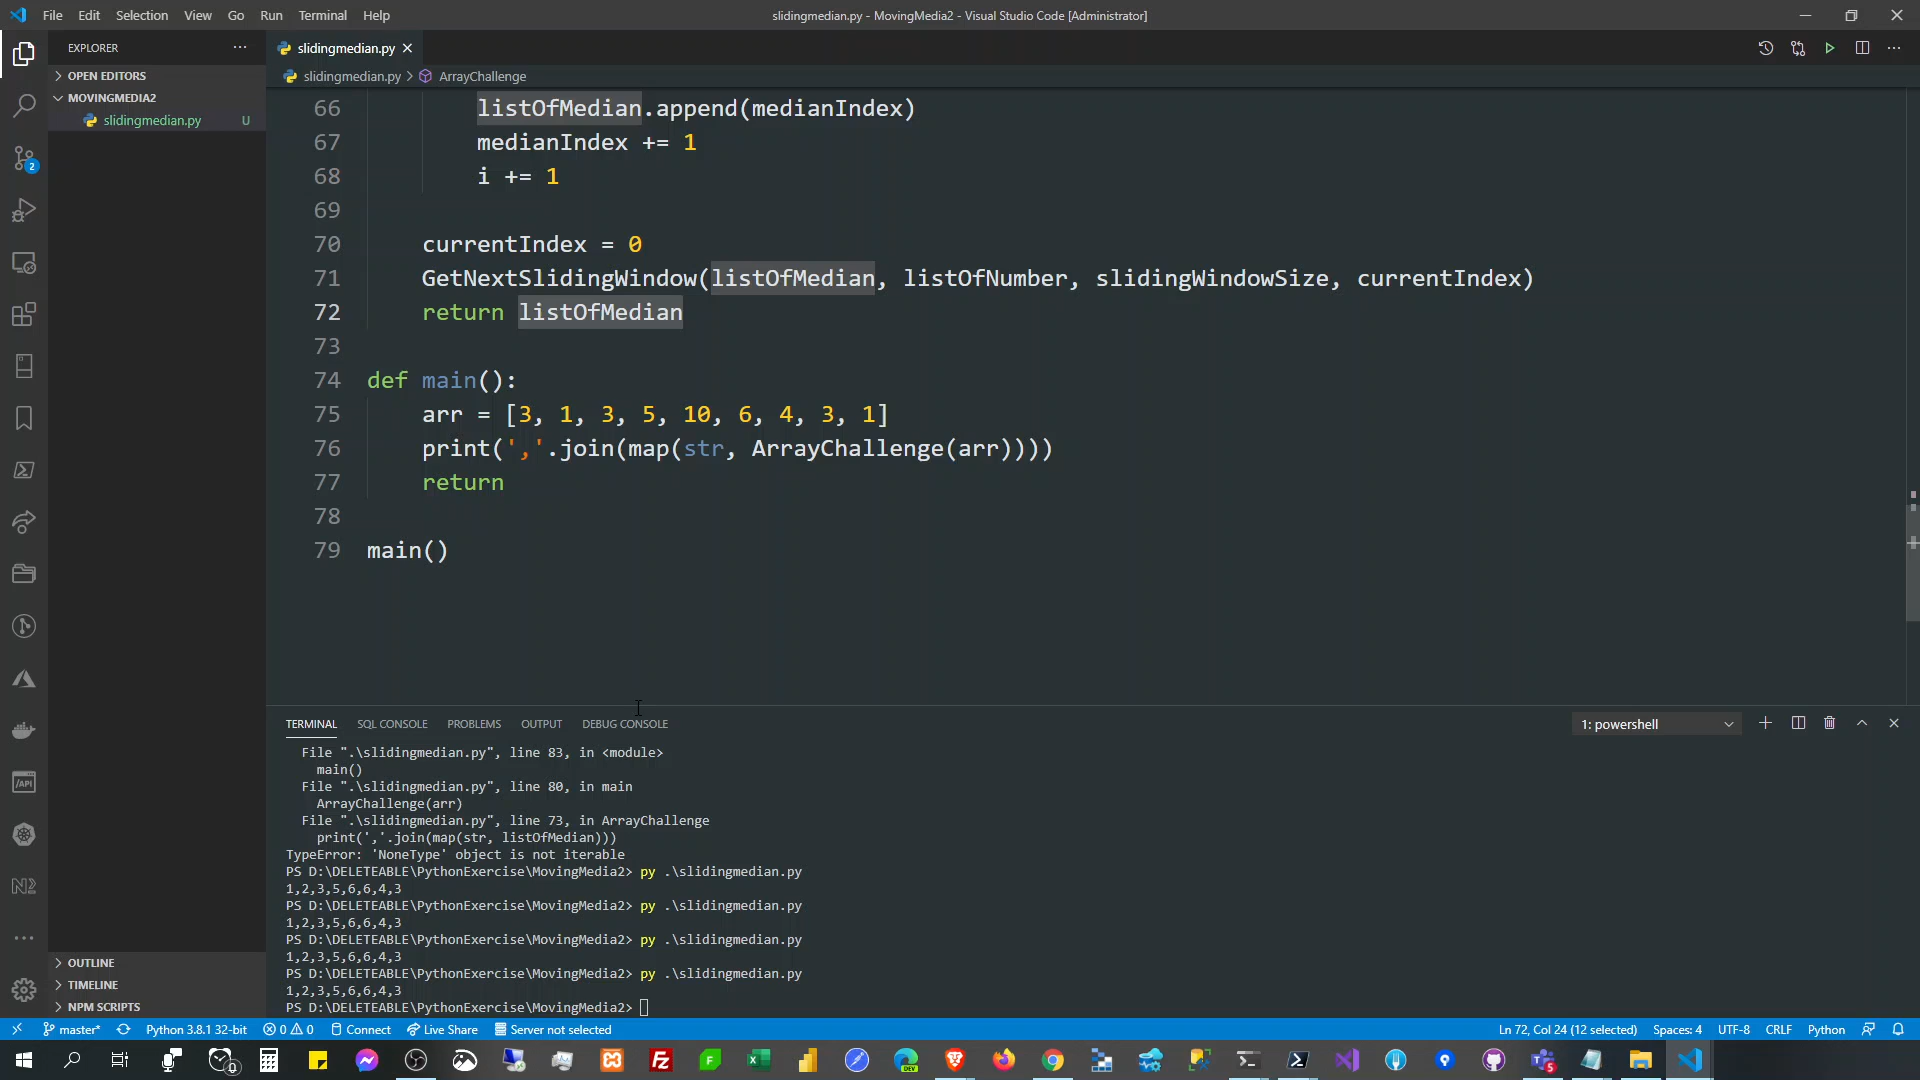 File Edit Selection View Go Run Terminal Help
slidingmedian.py - MovingMedia2 - Visual Studio Code [Administrator]
EXPLORER
slidingmedian.py
OPEN EDITORS
MOVINGMEDIA2
slidingmedian.py U
2
slidingmedian.py > ArrayChallenge
66 listOfMedian.append(medianIndex)
67 medianIndex += 1
68 i += 1
69
70 currentIndex = 0
71 GetNextSlidingWindow(listOfMedian, listOfNumber, slidingWindowSize, currentIndex)
72 return listOfMedian
73
74 def main():
75 arr = [3, 1, 3, 5, 10, 6, 4, 3, 1]
76 print(','.join(map(str, ArrayChallenge(arr))))
77 return
78
79 main()
TERMINAL SQL CONSOLE PROBLEMS OUTPUT DEBUG CONSOLE
1: powershell
File ".\slidingmedian.py", line 83, in <module>
main()
File ".\slidingmedian.py", line 80, in main
ArrayChallenge(arr)
File ".\slidingmedian.py", line 73, in ArrayChallenge
print(','.join(map(str, listOfMedian)))
TypeError: 'NoneType' object is not iterable
PS D:\DELETEABLE\PythonExercise\MovingMedia2> py .\slidingmedian.py
1,2,3,5,6,6,4,3
PS D:\DELETEABLE\PythonExercise\MovingMedia2> py .\slidingmedian.py
1,2,3,5,6,6,4,3
PS D:\DELETEABLE\PythonExercise\MovingMedia2> py .\slidingmedian.py
1,2,3,5,6,6,4,3
PS D:\DELETEABLE\PythonExercise\MovingMedia2> py .\slidingmedian.py
1,2,3,5,6,6,4,3
PS D:\DELETEABLE\PythonExercise\MovingMedia2>
OUTLINE
TIMELINE
NPM SCRIPTS
master* Python 3.8.1 32-bit 0 0 Connect Live Share Server not selected
Ln 72, Col 24 (12 selected) Spaces: 4 UTF-8 CRLF Python